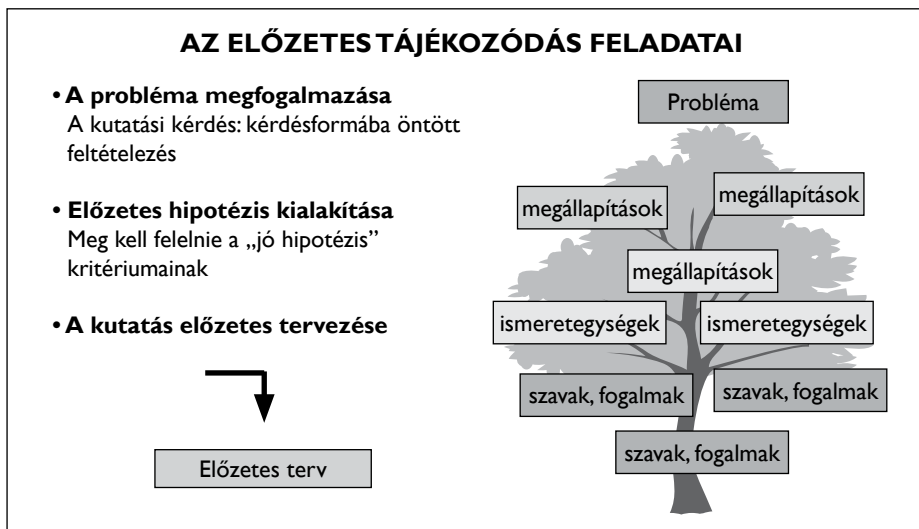 AZ ELŐZETES TÁJÉKOZÓDÁS FELADATAI
• A probléma megfogalmazása
A kutatási kérdés: kérdésformába öntött
feltételezés
• Előzetes hipotézis kialakítása
Meg kell felelnie a „jó hipotézis”
kritériumainak
• A kutatás előzetes tervezése
Előzetes terv
Probléma
megállapítások
megállapítások
megállapítások
ismeretegységek
ismeretegységek
szavak, fogalmak
szavak, fogalmak
szavak, fogalmak